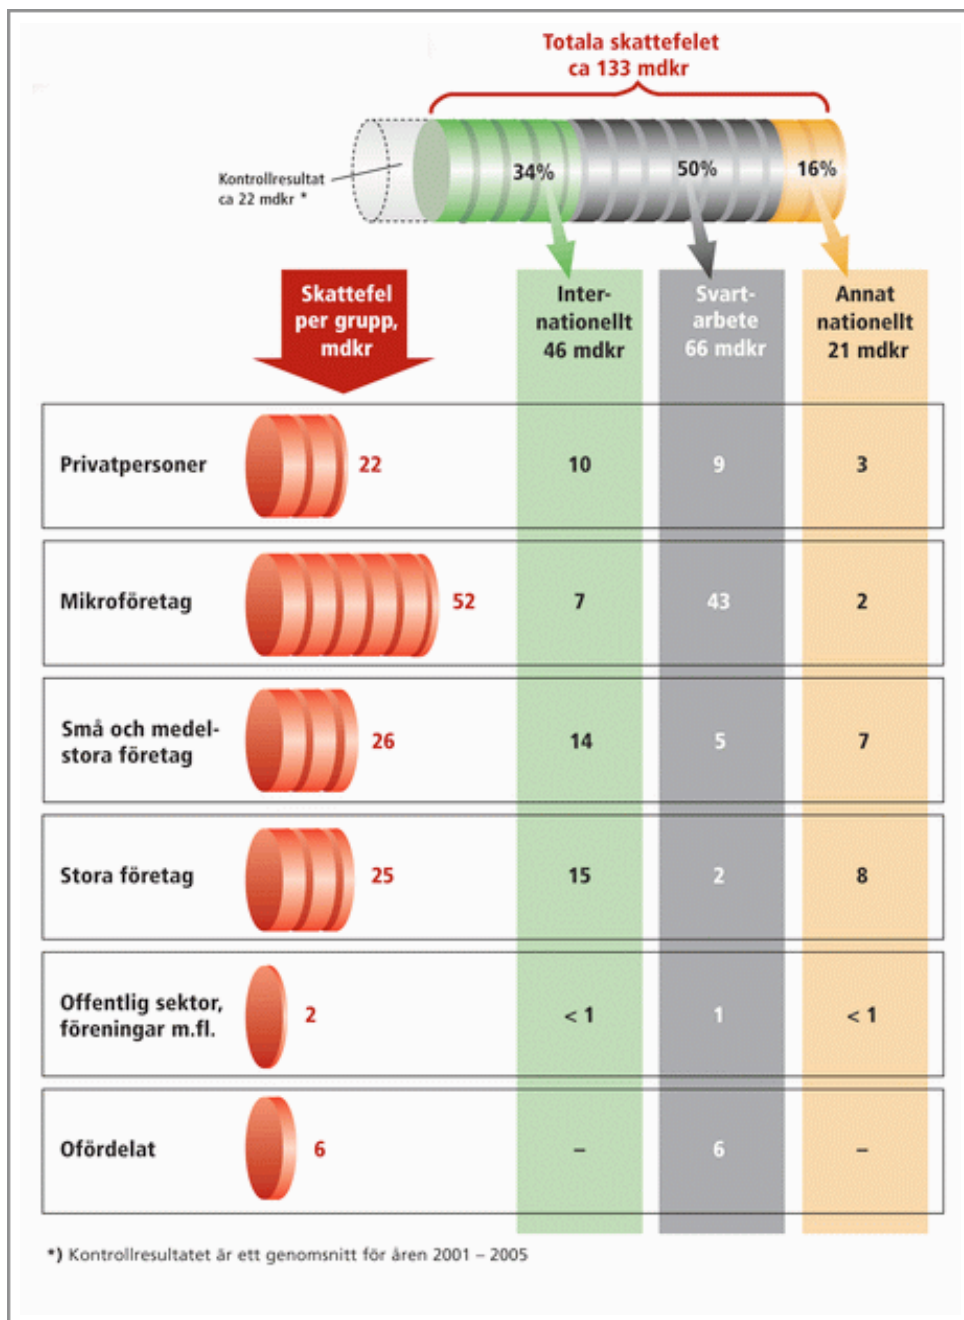 Totala skattefelet
ca 133 mdkr
34%
50%
16%
Kontrollresultat
ca 22 mdkr *
Skattefel
per grupp,
mdkr
Inter-
nationellt
46 mdkr
Svart-
arbete
66 mdkr
Annat
nationellt
21 mdkr
Privatpersoner
22
10
9
3
Mikroföretag
52
7
43
2
Små och medel-
stora företag
26
14
5
7
Stora företag
25
15
2
8
Offentlig sektor,
föreningar m.fl.
2
< 1
1
< 1
Ofördelat
6
–
6
–
*) Kontrollresultatet är ett genomsnitt för åren 2001 – 2005